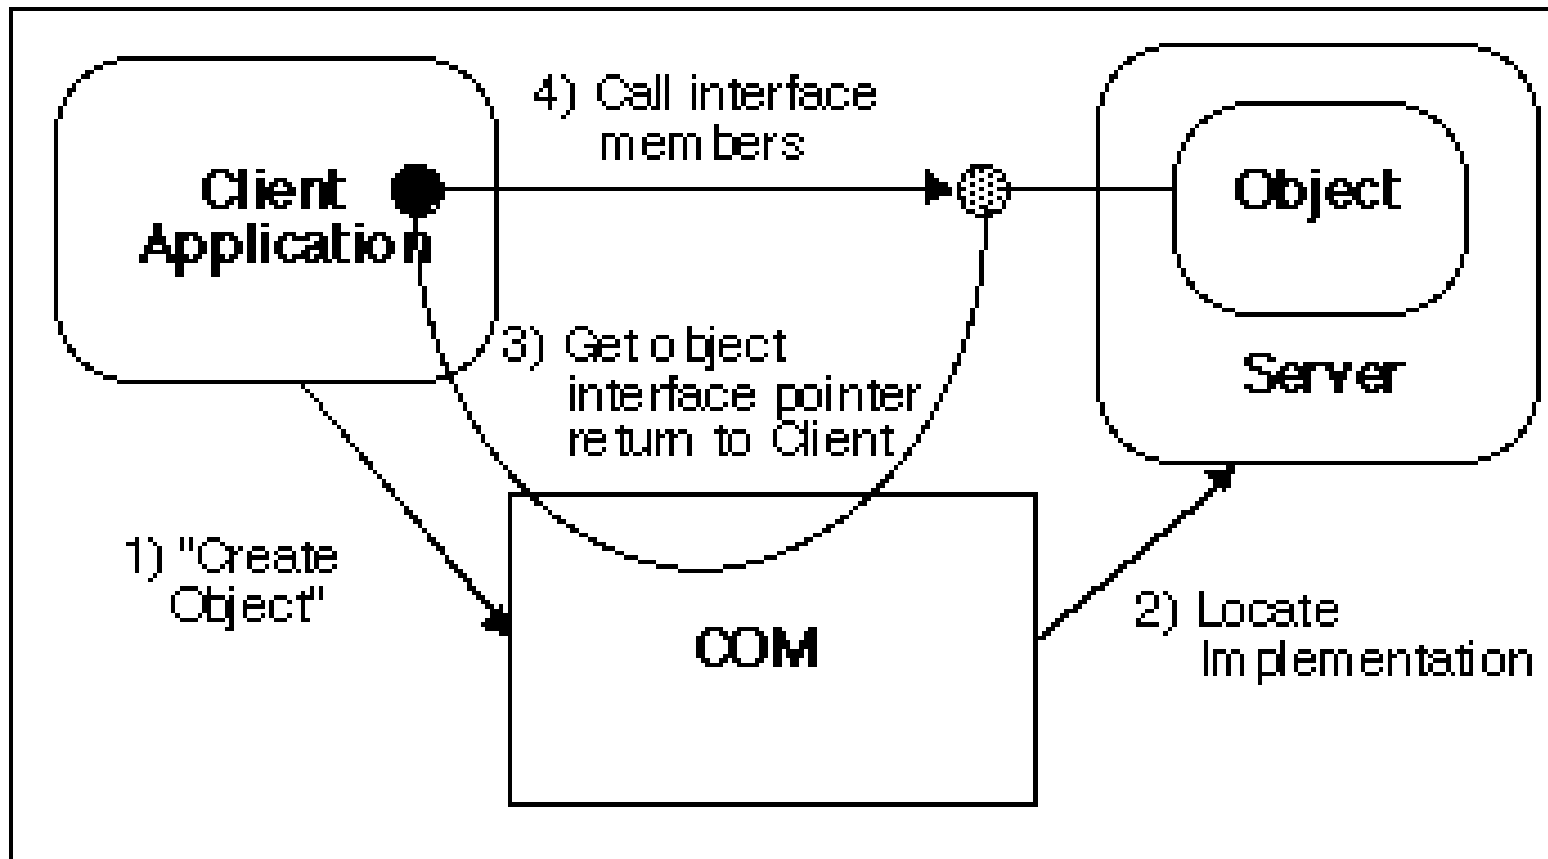 4) Call interface
members
Client
Application
Object
3) Get object
interface pointer
return to Client
Server
1) "Create
Object"
COM
2) Locate
Implementation